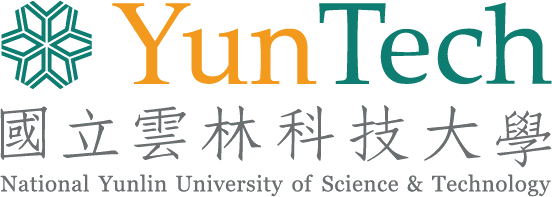 YunTech
國立雲林科技大學
National Yunlin University of Science & Technology